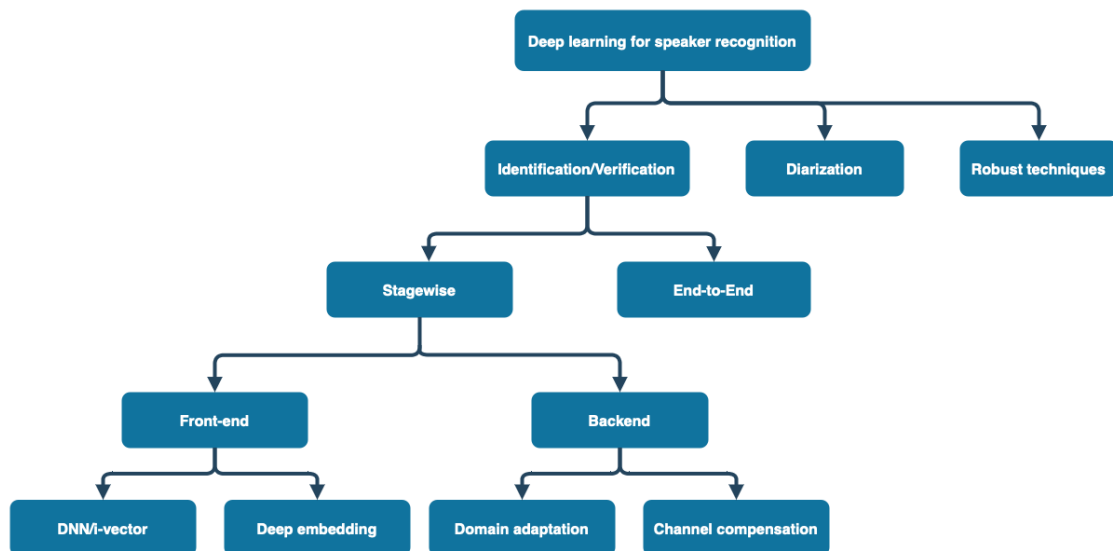 Deep learning for speaker recognition
Identification/Verification
Diarization
Robust techniques
Stagewise
End-to-End
Front-end
Backend
DNN/i-vector
Deep embedding
Domain adaptation
Channel compensation